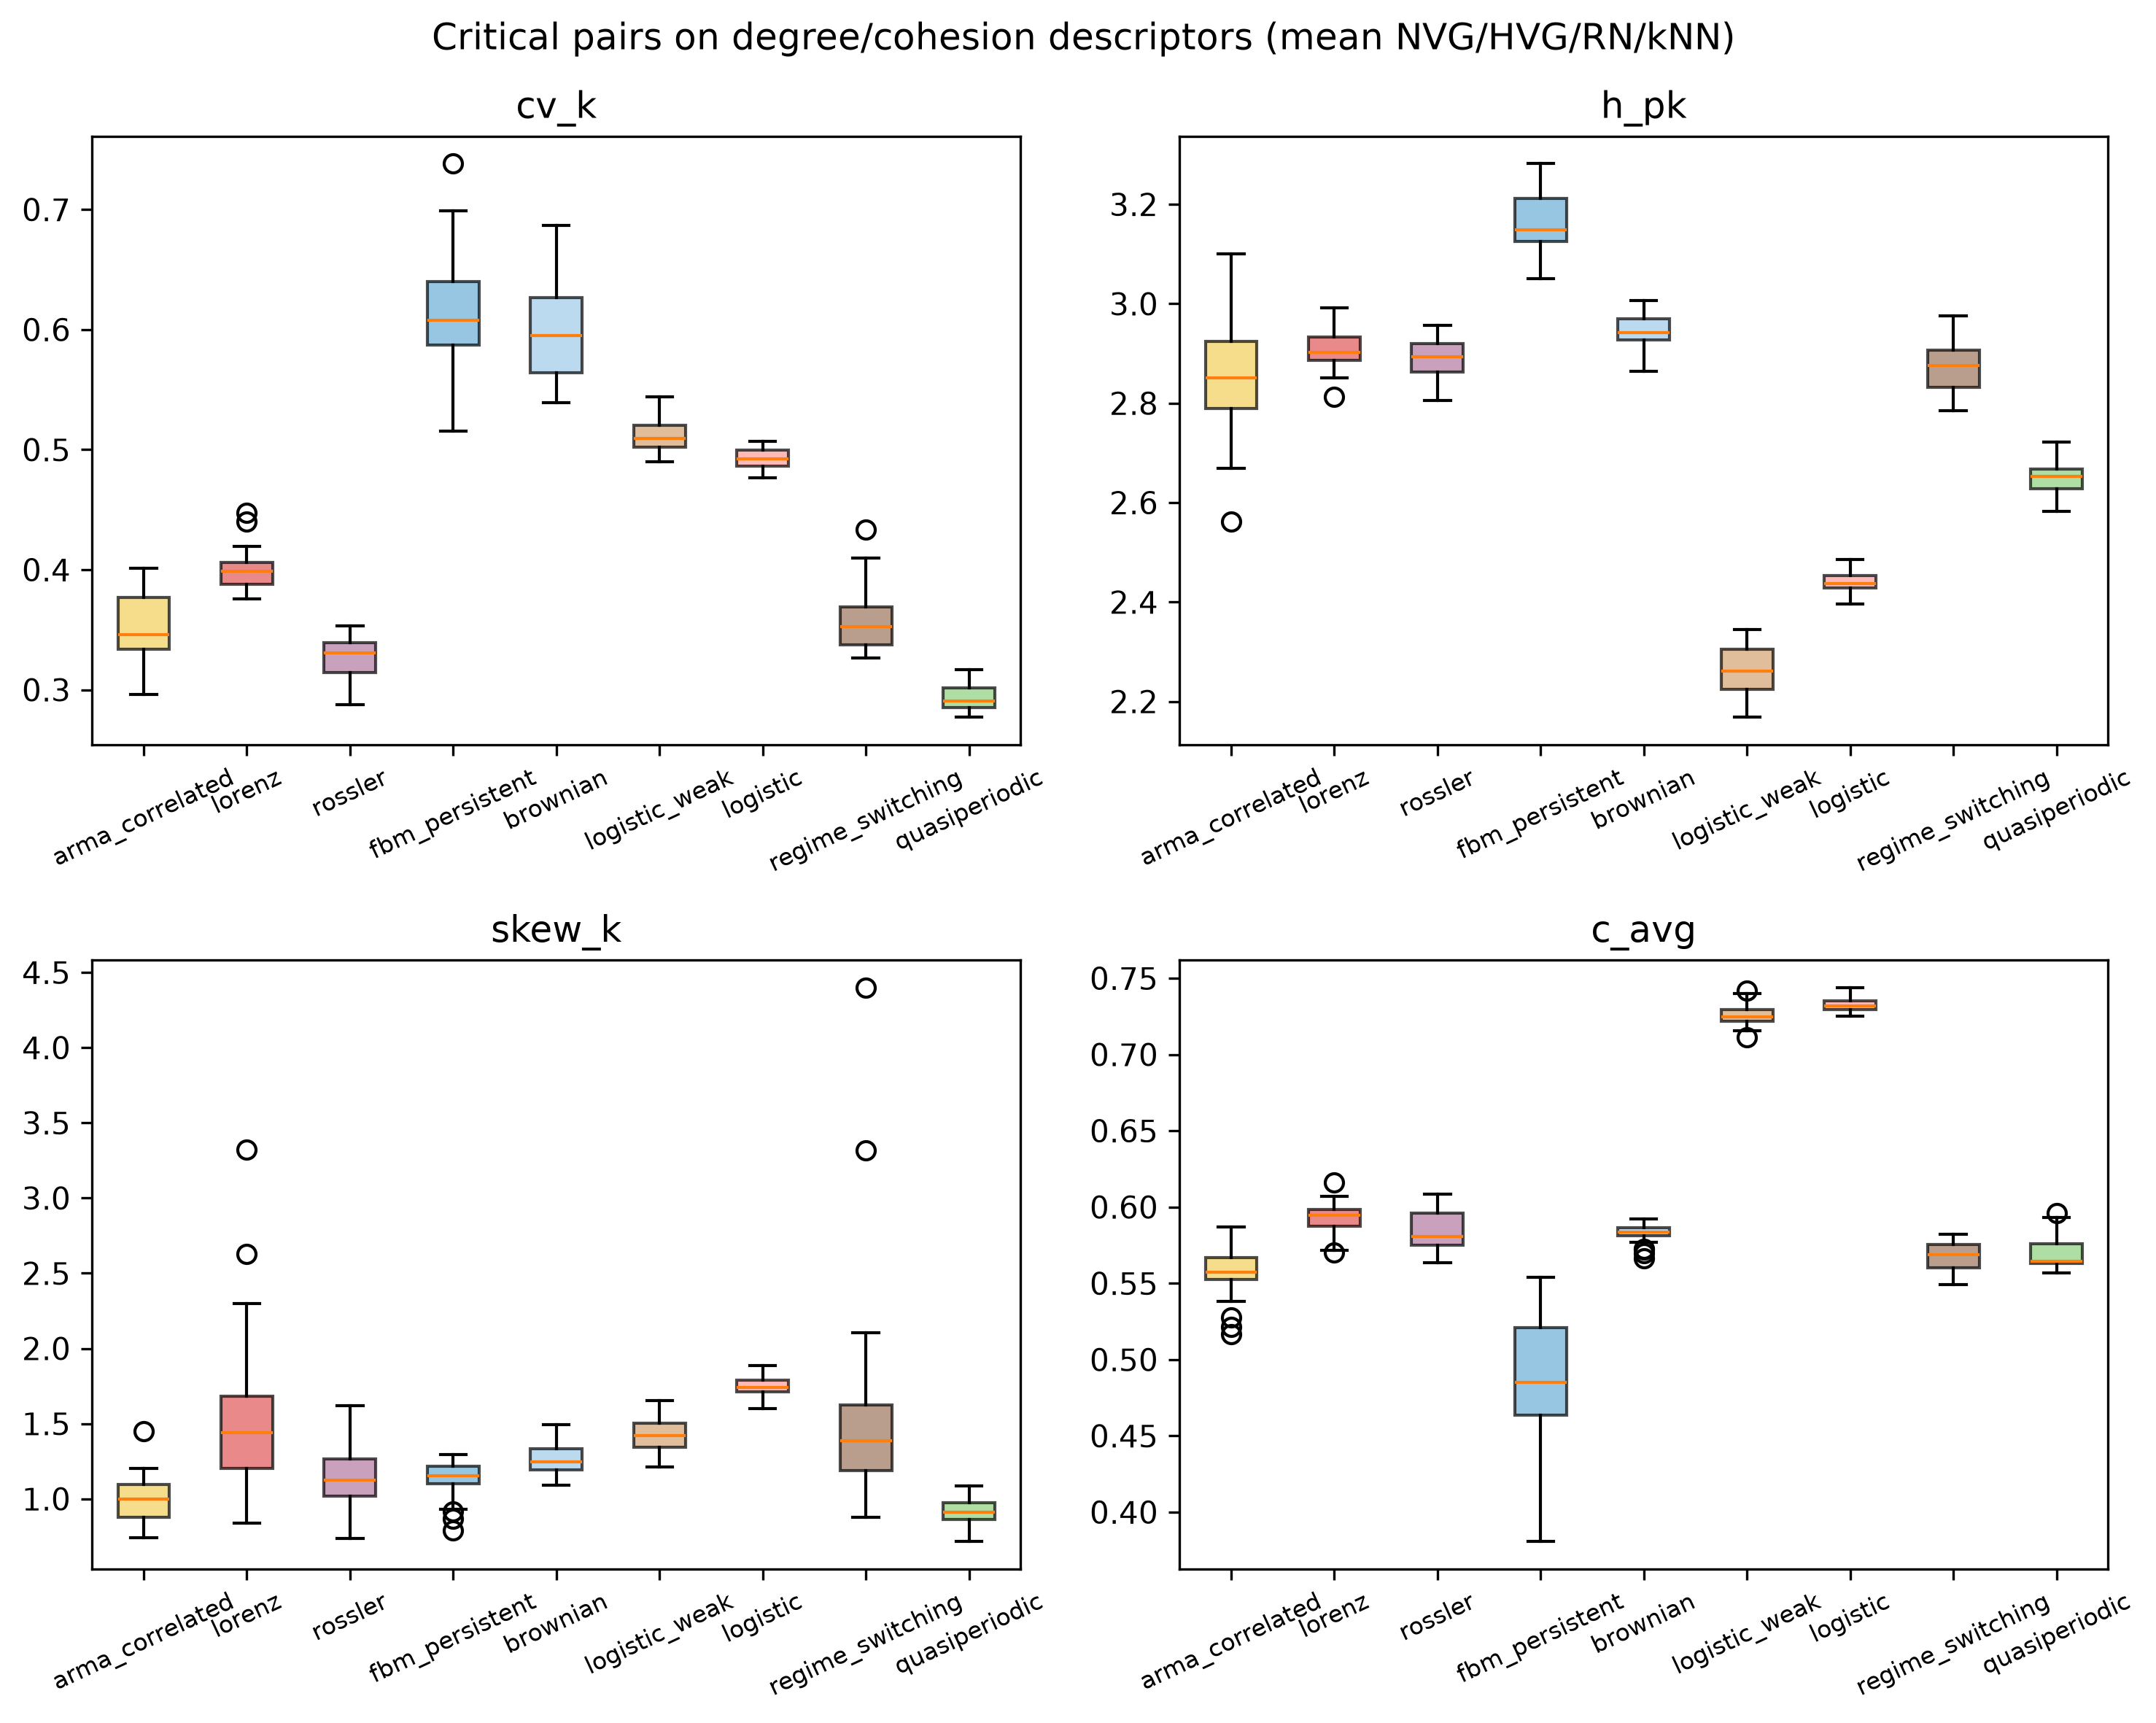 Critical pairs on degree/cohesion descriptors (mean NVG/HVG/RN/kNN)
cv_k
0.7
0.6
0.5
0.4
0.3
arma_correlated
lorenz
rossler
fbm_persistent
brownian
logistic_weak
logistic
regime_switching
quasiperiodic
h_pk
3.2
3.0
2.8
2.6
2.4
2.2
arma_correlated
lorenz
rossler
fbm_persistent
brownian
logistic_weak
logistic
regime_switching
quasiperiodic
skew_k
4.5
4.0
3.5
3.0
2.5
2.0
1.5
1.0
arma_correlated
lorenz
rossler
fbm_persistent
brownian
logistic_weak
logistic
regime_switching
quasiperiodic
c_avg
0.75
0.70
0.65
0.60
0.55
0.50
0.45
0.40
arma_correlated
lorenz
rossler
fbm_persistent
brownian
logistic_weak
logistic
regime_switching
quasiperiodic